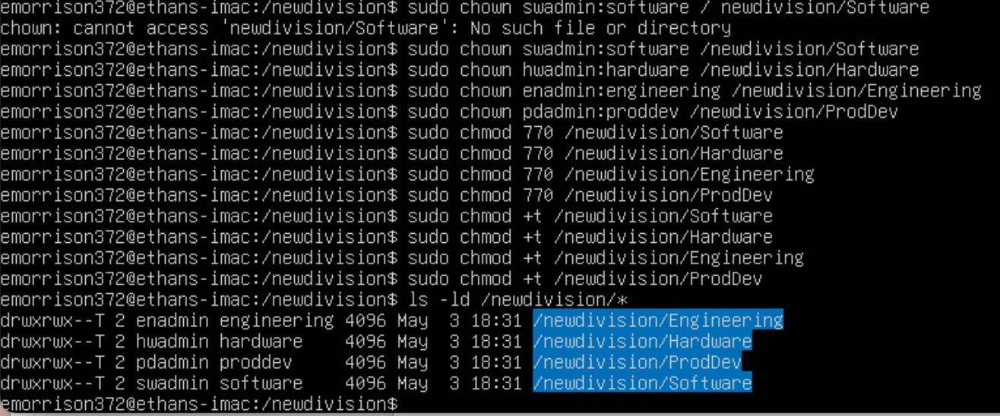 emorrison372@ethans-imac:/newdivision$ sudo chown swadmin:software / newdivision/Software
chown: cannot access 'newdivision/Software': No such file or directory
emorrison372@ethans-imac:/newdivision$ sudo chown swadmin:software /newdivision/Software
emorrison372@ethans-imac:/newdivision$ sudo chown hwadmin:hardware /newdivision/Hardware
emorrison372@ethans-imac:/newdivision$ sudo chown enadmin:engineering /newdivision/Engineering
emorrison372@ethans-imac:/newdivision$ sudo chown pdadmin:proddev /newdivision/ProdDev
emorrison372@ethans-imac:/newdivision$ sudo chmod 770 /newdivision/Software
emorrison372@ethans-imac:/newdivision$ sudo chmod 770 /newdivision/Hardware
emorrison372@ethans-imac:/newdivision$ sudo chmod 770 /newdivision/Engineering
emorrison372@ethans-imac:/newdivision$ sudo chmod 770 /newdivision/ProdDev
emorrison372@ethans-imac:/newdivision$ sudo chmod +t /newdivision/Software
emorrison372@ethans-imac:/newdivision$ sudo chmod +t /newdivision/Hardware
emorrison372@ethans-imac:/newdivision$ sudo chmod +t /newdivision/Engineering
emorrison372@ethans-imac:/newdivision$ sudo chmod +t /newdivision/ProdDev
emorrison372@ethans-imac:/newdivision$ ls -ld /newdivision/*
drwxrwx--T 2 enadmin engineering 4096 May  3 18:31 /newdivision/Engineering
drwxrwx--T 2 hwadmin hardware    4096 May  3 18:31 /newdivision/Hardware
drwxrwx--T 2 pdadmin proddev     4096 May  3 18:31 /newdivision/ProdDev
drwxrwx--T 2 swadmin software    4096 May  3 18:31 /newdivision/Software
emorrison372@ethans-imac:/newdivision$